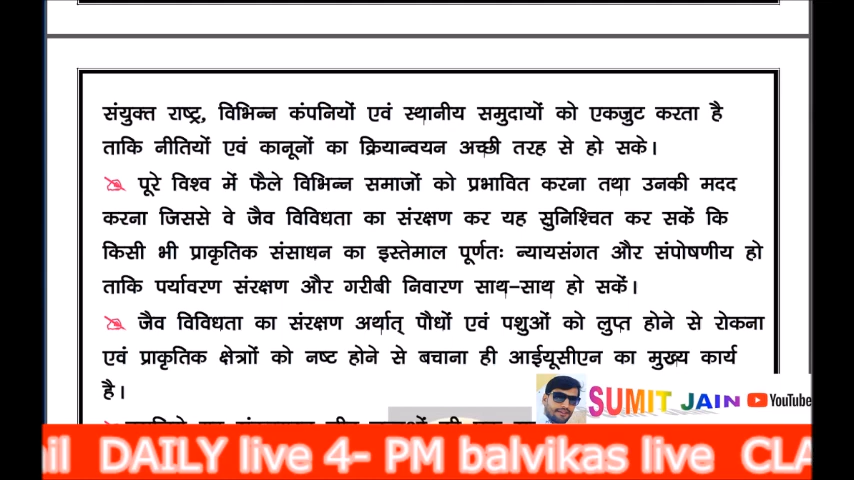 संयुक्त राष्ट्र, विभिन्न कंपनियों एवं स्थानीय समुदायों को एकजुट करता है
ताकि नीतियों एवं कानूनों का क्रियान्वयन अच्छी तरह से हो सके।
पूरे विश्व में फैले विभिन्न समाजों को प्रभावित करना तथा उनकी मदद
करना जिससे वे जैव विविधता का संरक्षण कर यह सुनिश्चित कर सकें कि
किसी भी प्राकृतिक संसाधन का इस्तेमाल पूर्णतः न्यायसंगत और संपोषणीय हो
ताकि पर्यावरण संरक्षण और गरीबी निवारण साथ-साथ हो सकें।
जैव विविधता का संरक्षण अर्थात् पौधों एवं पशुओं को लुप्त होने से रोकना
एवं प्राकृतिक क्षेत्राों को नष्ट होने से बचाना ही आईयूसीएन का मुख्य कार्य
है।
SUMIT JAIN YouTube
DAILY live 4- PM balvikas live